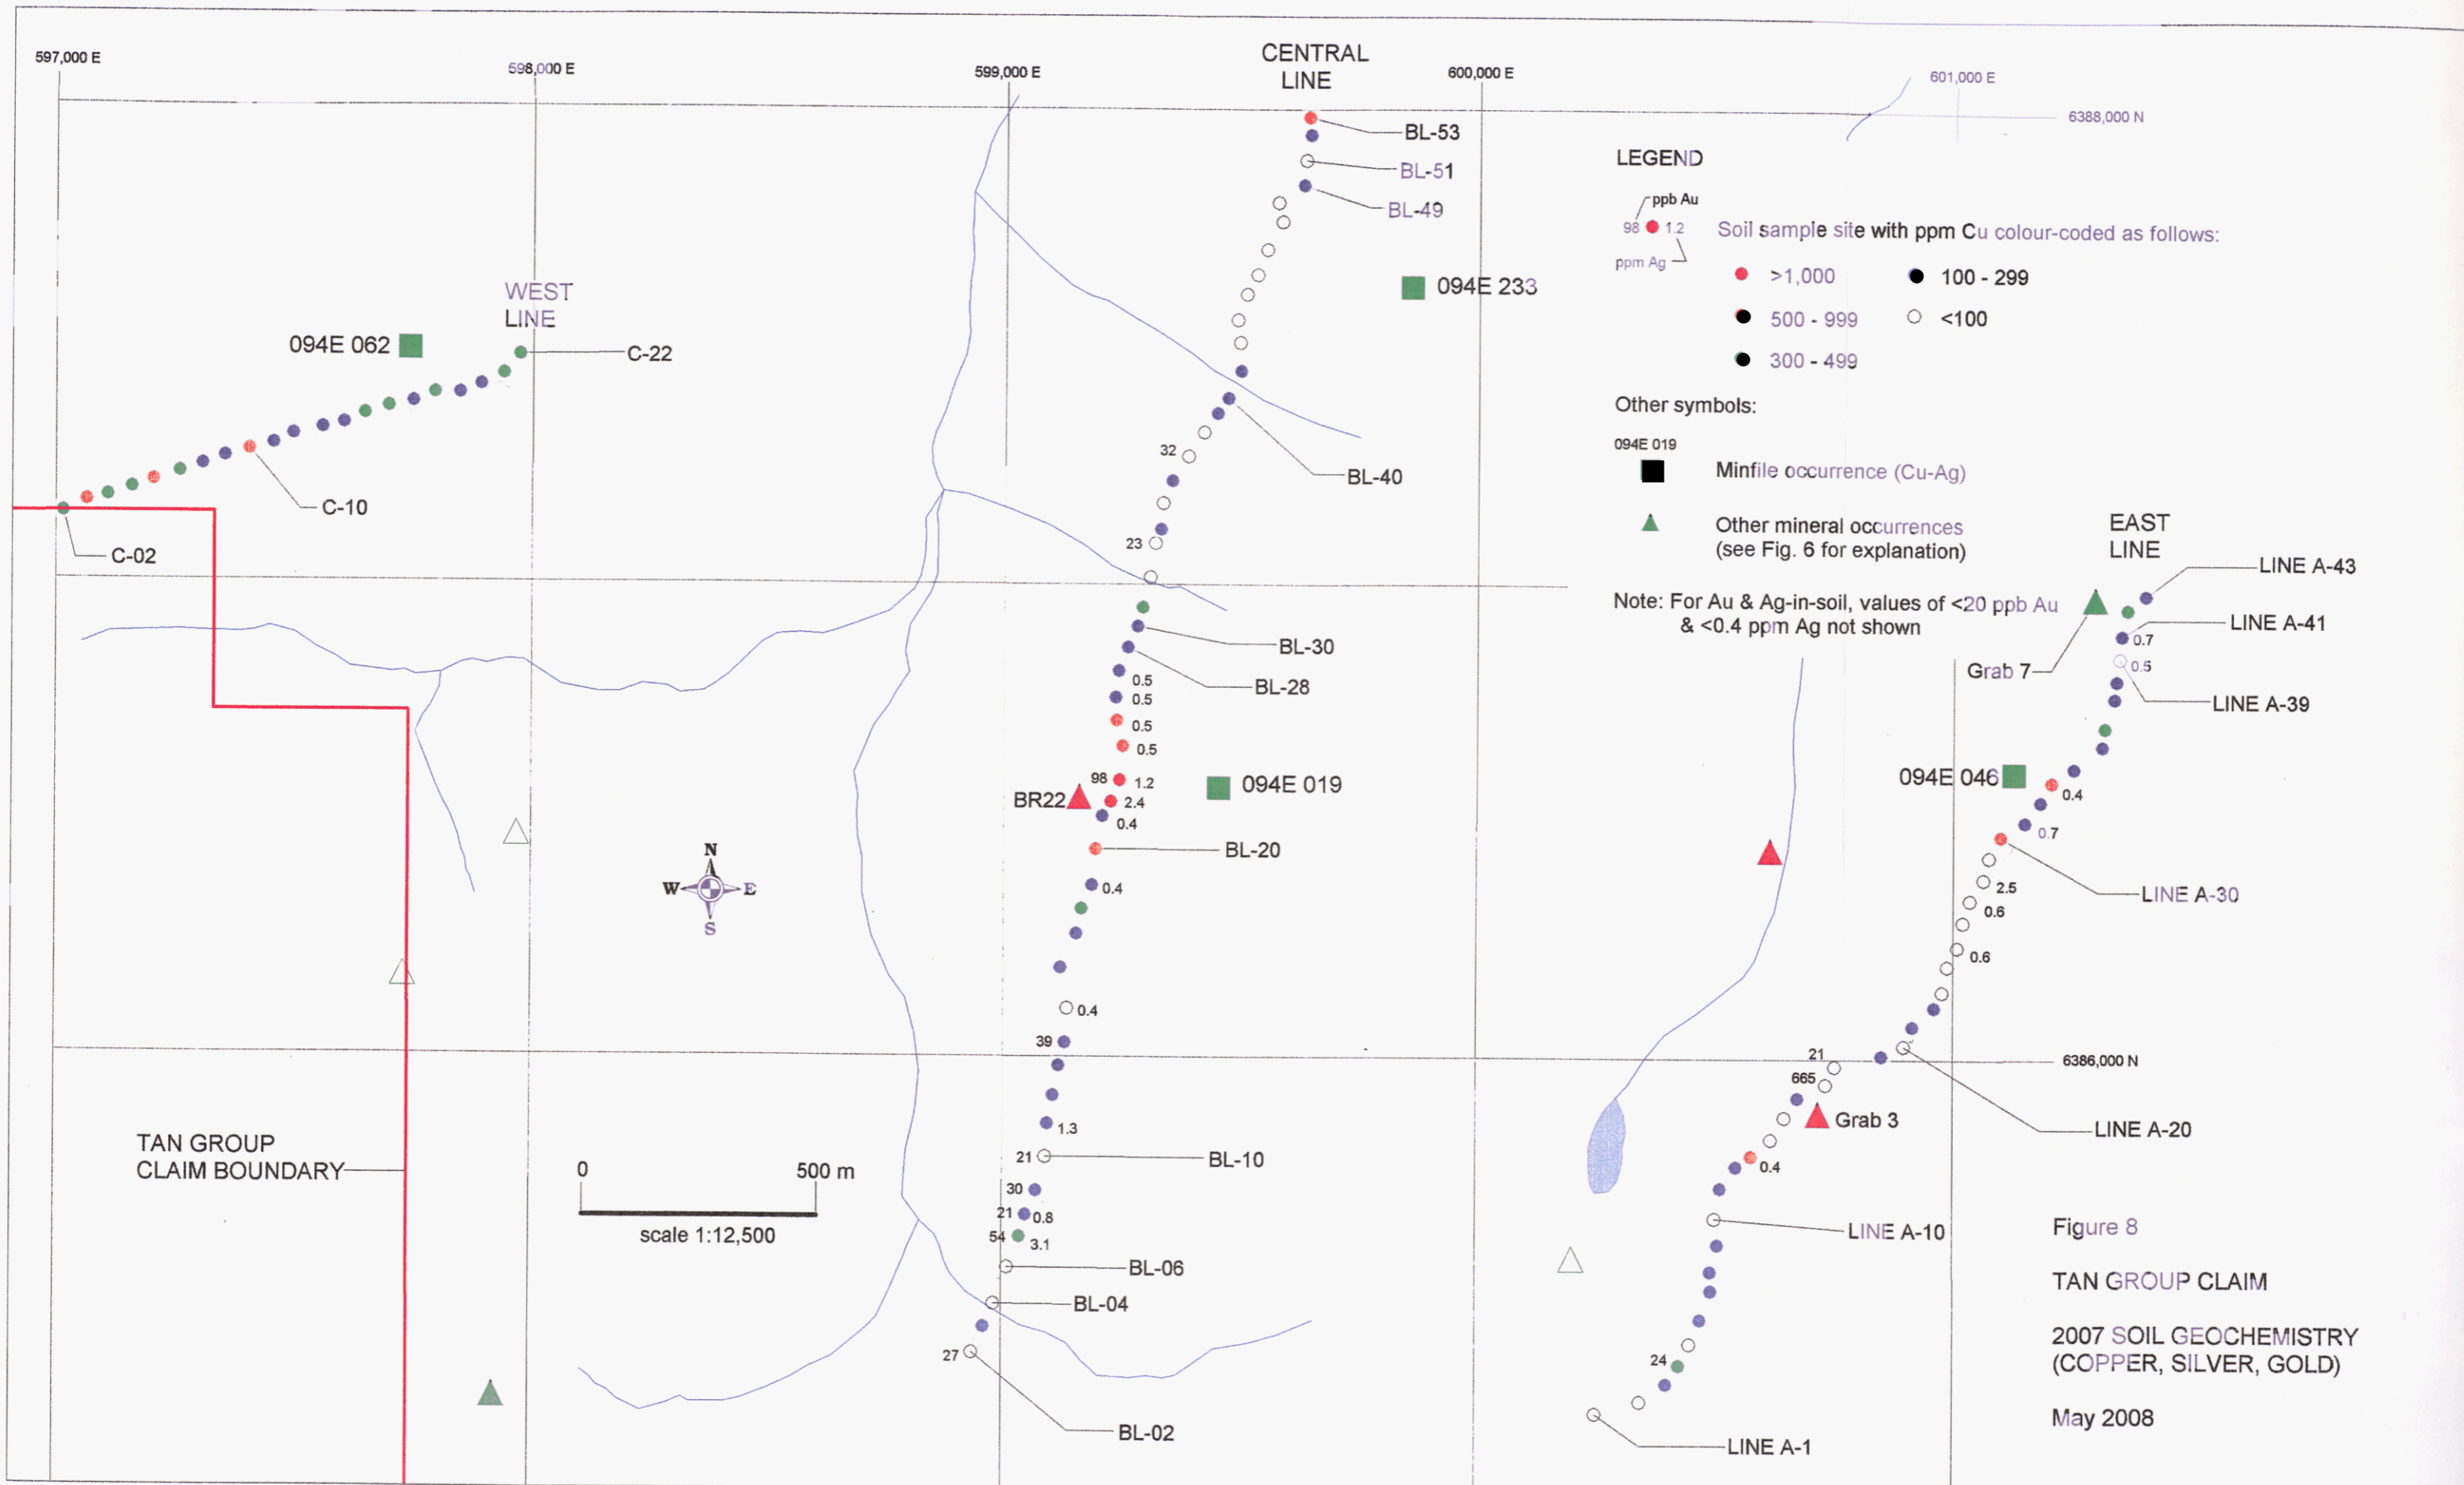 597,000 E
598,000 E
599,000 E
CENTRAL
LINE
600,000 E
601,000 E
6388,000 N
BL-53
BL-51
BL-49
094E 233
WEST
LINE
094E 062
C-22
C-10
C-02
32
BL-40
23
BL-30
BL-28
0.5
0.5
0.5
0.5
98
1.2
BR22
2.4
0.4
094E 019
BL-20
0.4
0.4
39
1.3
21
BL-10
30
21
0.8
54
3.1
BL-06
BL-04
27
BL-02
N
W
E
S
TAN GROUP
CLAIM BOUNDARY
0
500 m
scale 1:12,500
LEGEND
ppb Au
98
1.2
ppm Ag
Soil sample site with ppm Cu colour-coded as follows:
>1,000
100 - 299
500 - 999
<100
300 - 499
Other symbols:
094E 019
Minfile occurrence (Cu-Ag)
Other mineral occurrences
(see Fig. 6 for explanation)
Note: For Au & Ag-in-soil, values of <20 ppb Au
& <0.4 ppm Ag not shown
EAST
LINE
LINE A-43
LINE A-41
0.7
0.5
Grab 7
LINE A-39
094E 046
0.4
0.7
LINE A-30
2.5
0.6
0.6
6386,000 N
21
665
Grab 3
LINE A-20
0.4
LINE A-10
24
LINE A-1
Figure 8
TAN GROUP CLAIM
2007 SOIL GEOCHEMISTRY
(COPPER, SILVER, GOLD)
May 2008